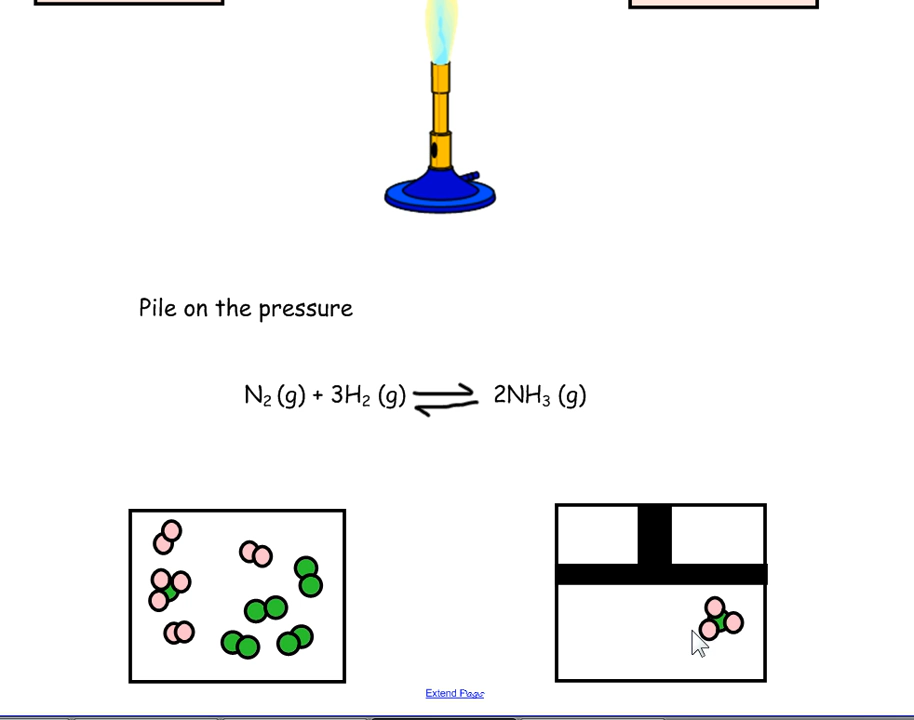 Pile on the pressure
N₂ (g) + 3H₂ (g) ⇌ 2NH₃ (g)
Extend Page